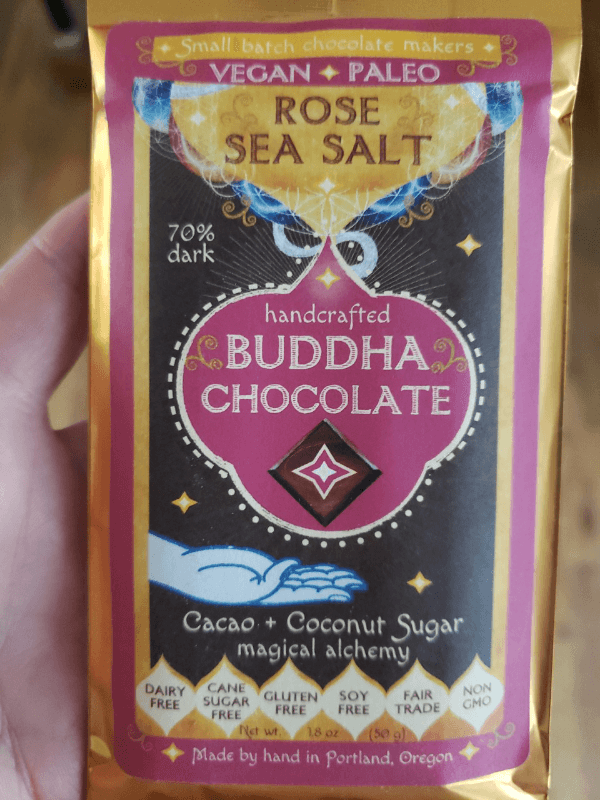 Small batch chocolate makers
VEGAN PALEO
ROSE
SEA SALT
70%
dark
handcrafted
BUDDHA
CHOCOLATE
Cacao + Coconut Sugar
magical alchemy
DAIRY
FREE
CANE
SUGAR
FREE
GLUTEN
FREE
SOY
FREE
FAIR
TRADE
NON
GMO
Net wt. 1.8 oz (50 g)
Made by hand in Portland, Oregon